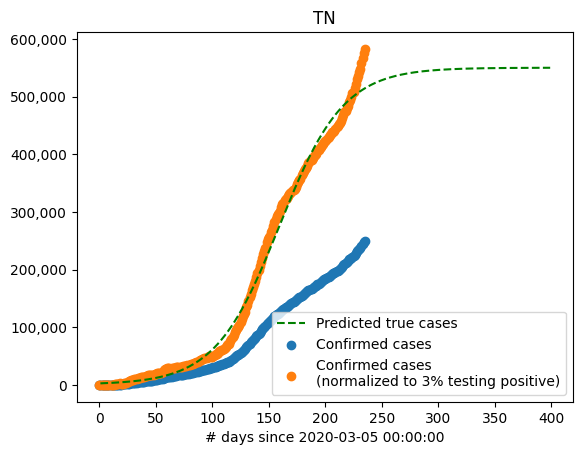 TN
600,000
500,000
400,000
300,000
200,000
100,000
0
Predicted true cases
Confirmed cases
Confirmed cases
(normalized to 3% testing positive)
0 50 100 150 200 250 300 350 400
# days since 2020-03-05 00:00:00